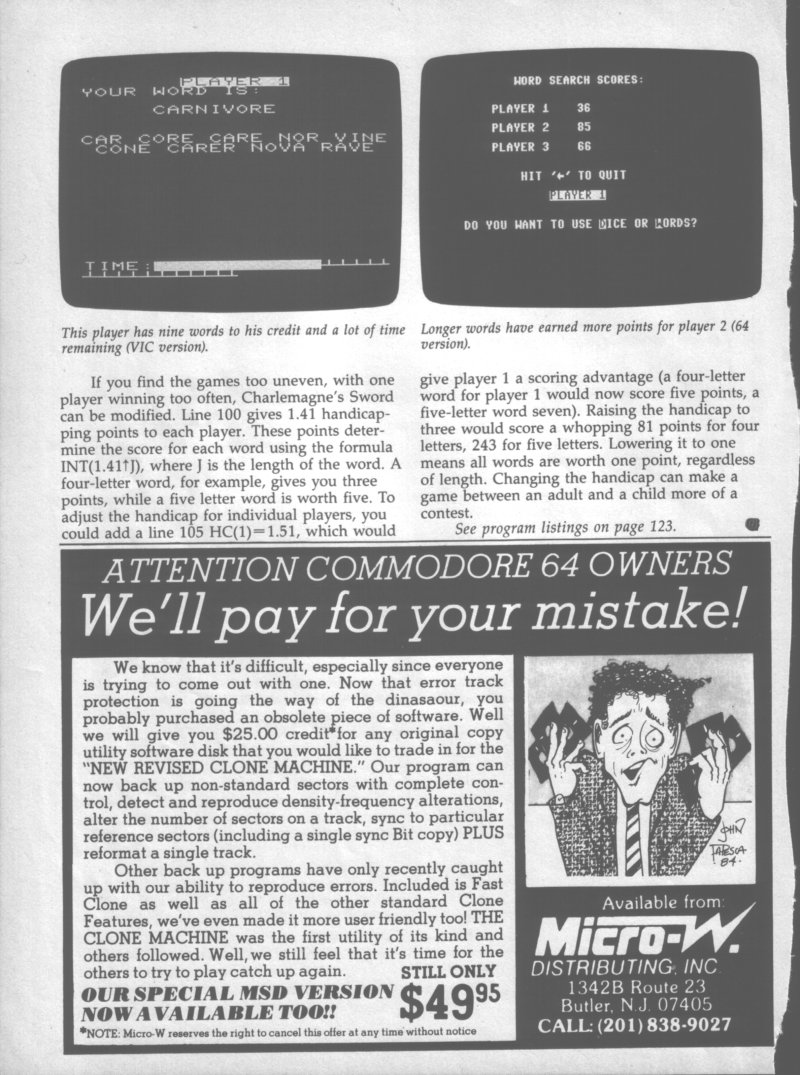 PLAYER 1
YOUR WORD IS:
CARNIVORE
CAR CORE CARE NOR VINE
CONE CARER NOVA RAVE
TIME:
WORD SEARCH SCORES:
PLAYER 1 36
PLAYER 2 85
PLAYER 3 66
HIT '←' TO QUIT
PLAYER 1
DO YOU WANT TO USE DICE OR WORDS?
This player has nine words to his credit and a lot of time
remaining (VIC version).
Longer words have earned more points for player 2 (64
version).
If you find the games too uneven, with one
player winning too often, Charlemagne's Sword
can be modified. Line 100 gives 1.41 handicap-
ping points to each player. These points deter-
mine the score for each word using the formula
INT(1.41↑J), where J is the length of the word. A
four-letter word, for example, gives you three
points, while a five letter word is worth five. To
adjust the handicap for individual players, you
could add a line 105 HC(1)=1.51, which would
give player 1 a scoring advantage (a four-letter
word for player 1 would now score five points, a
five-letter word seven). Raising the handicap to
three would score a whopping 81 points for four
letters, 243 for five letters. Lowering it to one
means all words are worth one point, regardless
of length. Changing the handicap can make a
game between an adult and a child more of a
contest.
See program listings on page 123.
ATTENTION COMMODORE 64 OWNERS
We'll pay for your mistake!
We know that it's difficult, especially since everyone
is trying to come out with one. Now that error track
protection is going the way of the dinasaour, you
probably purchased an obsolete piece of software. Well
we will give you $25.00 credit*for any original copy
utility software disk that you would like to trade in for the
"NEW REVISED CLONE MACHINE." Our program can
now back up non-standard sectors with complete con-
trol, detect and reproduce density-frequency alterations,
alter the number of sectors on a track, sync to particular
reference sectors (including a single sync Bit copy) PLUS
reformat a single track.
Other back up programs have only recently caught
up with our ability to reproduce errors. Included is Fast
Clone as well as all of the other standard Clone
Features, we've even made it more user friendly too! THE
CLONE MACHINE was the first utility of its kind and
others followed. Well, we still feel that it's time for the
others to try to play catch up again.
STILL ONLY
$49 95
OUR SPECIAL MSD VERSION
NOW AVAILABLE TOO!!
*NOTE: Micro-W reserves the right to cancel this offer at any time without notice
JOHN
84.
Available from:
Micro-W.
DISTRIBUTING, INC.
1342B Route 23
Butler, N.J. 07405
CALL: (201) 838-9027